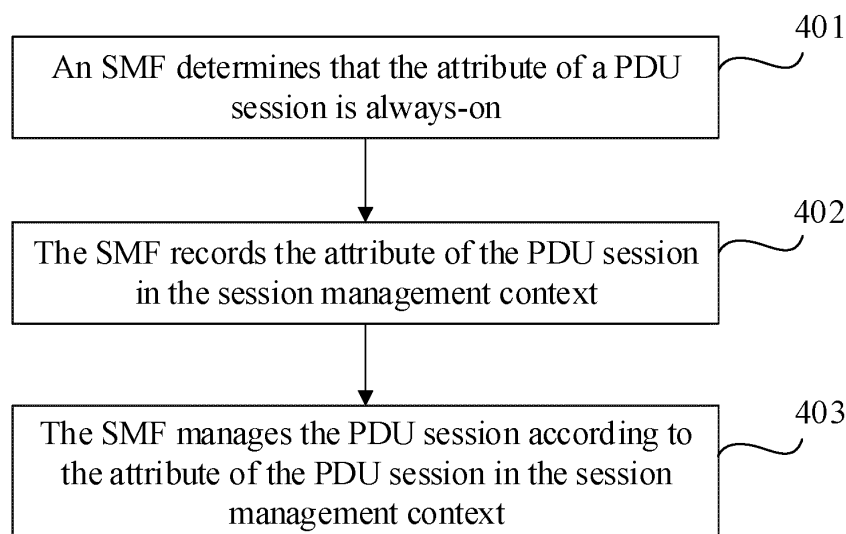 401
An SMF determines that the attribute of a PDU
session is always-on
402
The SMF records the attribute of the PDU session
in the session management context
403
The SMF manages the PDU session according to
the attribute of the PDU session in the session
management context